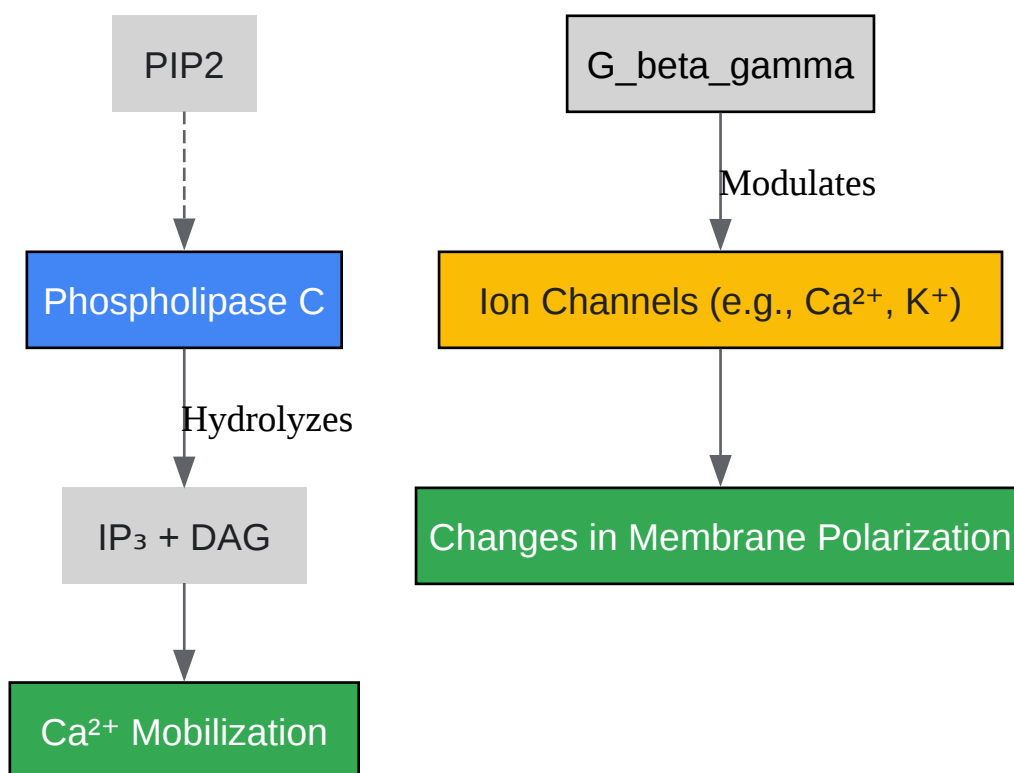 PIP2
G_beta_gamma
Modulates
Phospholipase C
Ion Channels (e.g., Ca²⁺, K⁺)
Hydrolyzes
IP₃ + DAG
Changes in Membrane Polarization
Ca²⁺ Mobilization